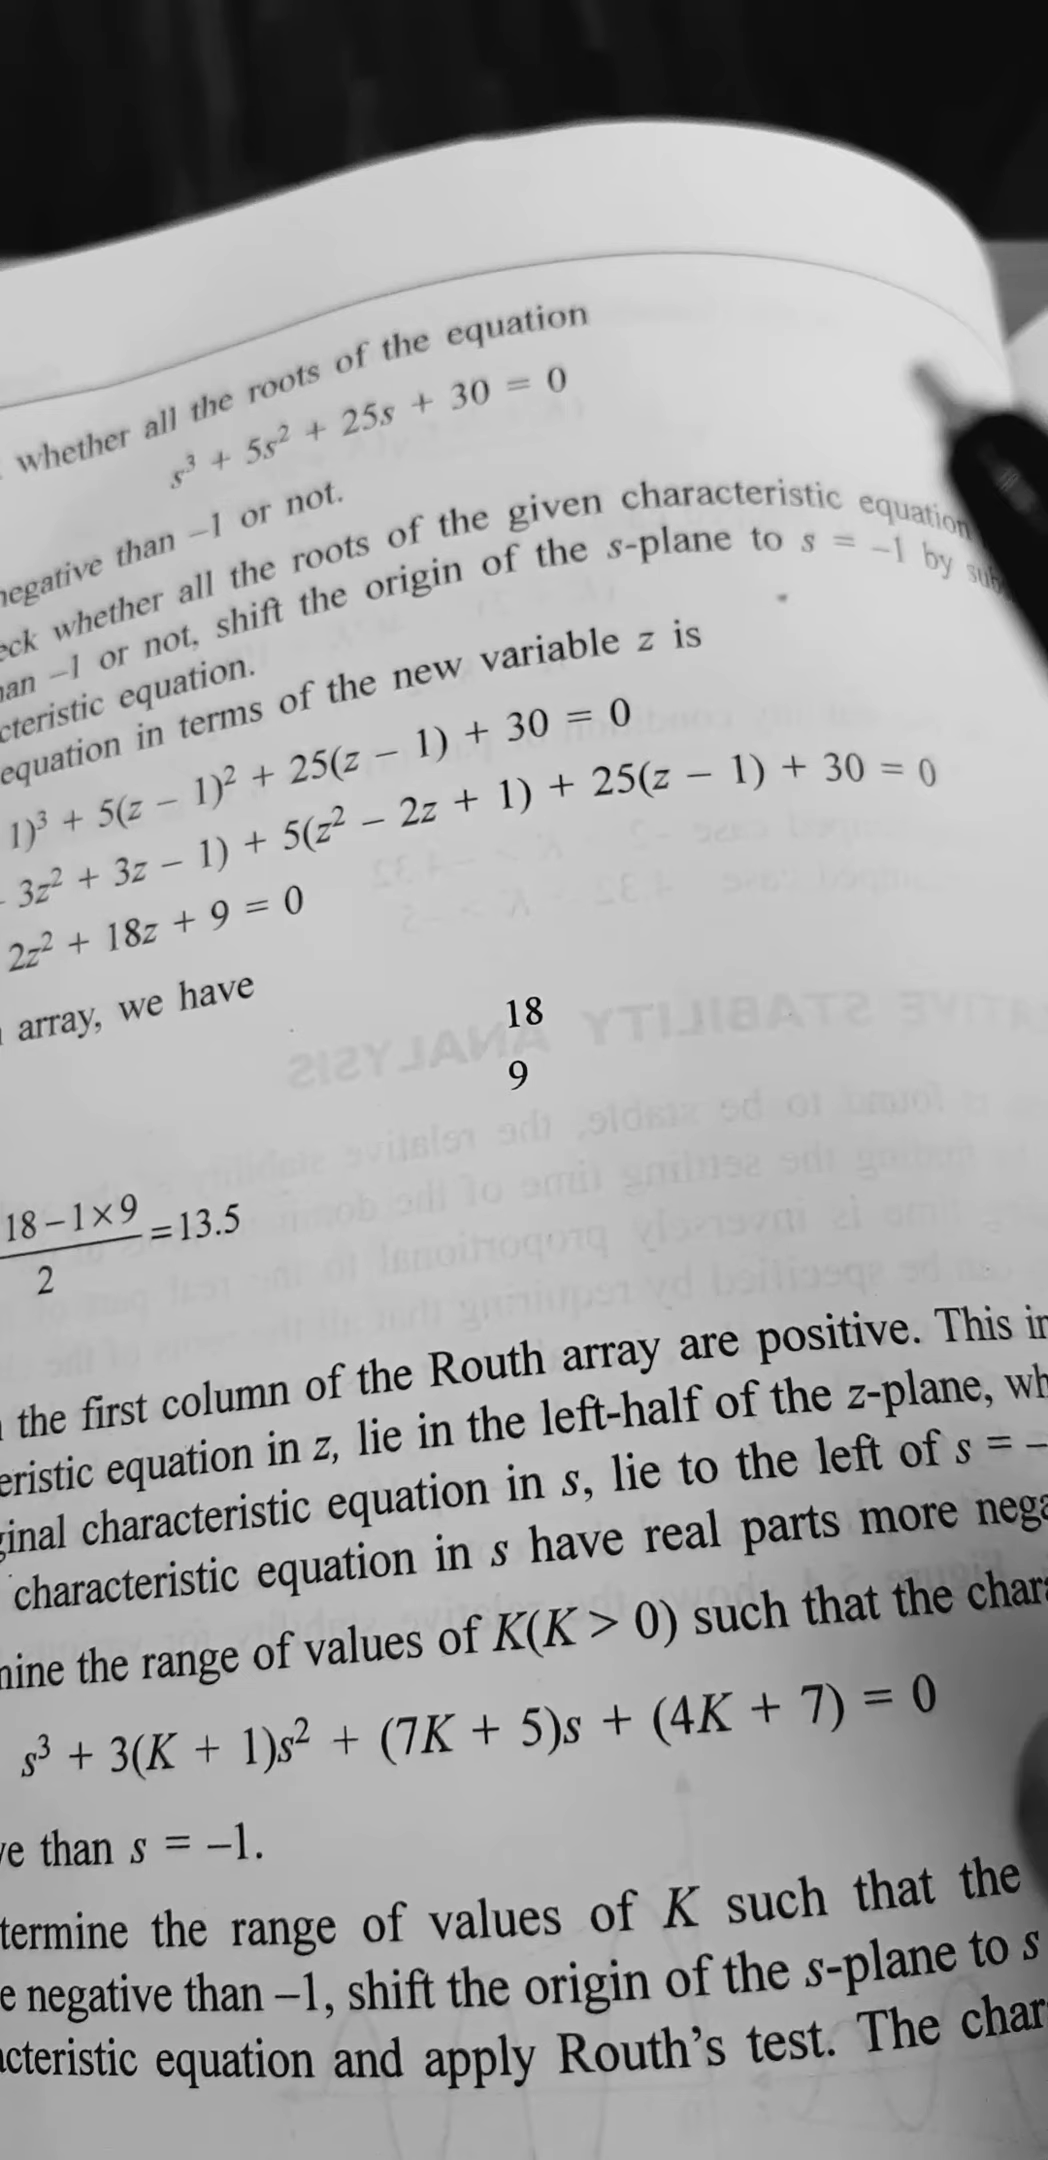 whether all the roots of the equation
s³ + 5s² + 25s + 30 = 0
negative than –1 or not.
eck whether all the roots of the given characteristic equation
an –1 or not, shift the origin of the s-plane to s = –1 by sub
cteristic equation.
equation in terms of the new variable z is
1)³ + 5(z – 1)² + 25(z – 1) + 30 = 0
3z² + 3z – 1) + 5(z² – 2z + 1) + 25(z – 1) + 30 = 0
2z² + 18z + 9 = 0
array, we have
18
9
18–1×9
=13.5
2
the first column of the Routh array are positive. This in
eristic equation in z, lie in the left-half of the z-plane, wh
ginal characteristic equation in s, lie to the left of s = –
characteristic equation in s have real parts more nega
mine the range of values of K(K > 0) such that the chara
s³ + 3(K + 1)s² + (7K + 5)s + (4K + 7) = 0
ve than s = –1.
termine the range of values of K such that the
e negative than –1, shift the origin of the s-plane to s
acteristic equation and apply Routh's test. The char